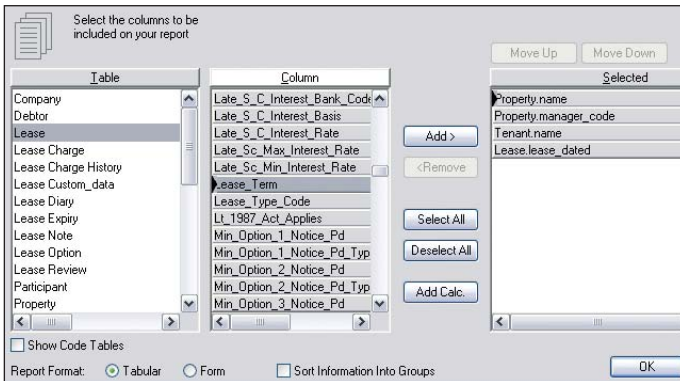 Select the columns to be
included on your report
Move Up
Move Down
Table
Company
Debtor
Lease
Lease Charge
Lease Charge History
Lease Custom_data
Lease Diary
Lease Expiry
Lease Note
Lease Option
Lease Review
Participant
Property
Column
Late_S_C_Interest_Bank_Code
Late_S_C_Interest_Basis
Late_S_C_Interest_Rate
Late_Sc_Max_Interest_Rate
Late_Sc_Min_Interest_Rate
Lease_Term
Lease_Type_Code
Lt_1987_Act_Applies
Min_Option_1_Notice_Pd
Min_Option_1_Notice_Pd_Typ
Min_Option_2_Notice_Pd
Min_Option_2_Notice_Pd_Typ
Min_Option_3_Notice_Pd
Add >
<Remove
Select All
Deselect All
Add Calc.
Selected
Property.name
Property.manager_code
Tenant.name
Lease.lease_dated
Show Code Tables
Report Format: Tabular Form Sort Information Into Groups
OK